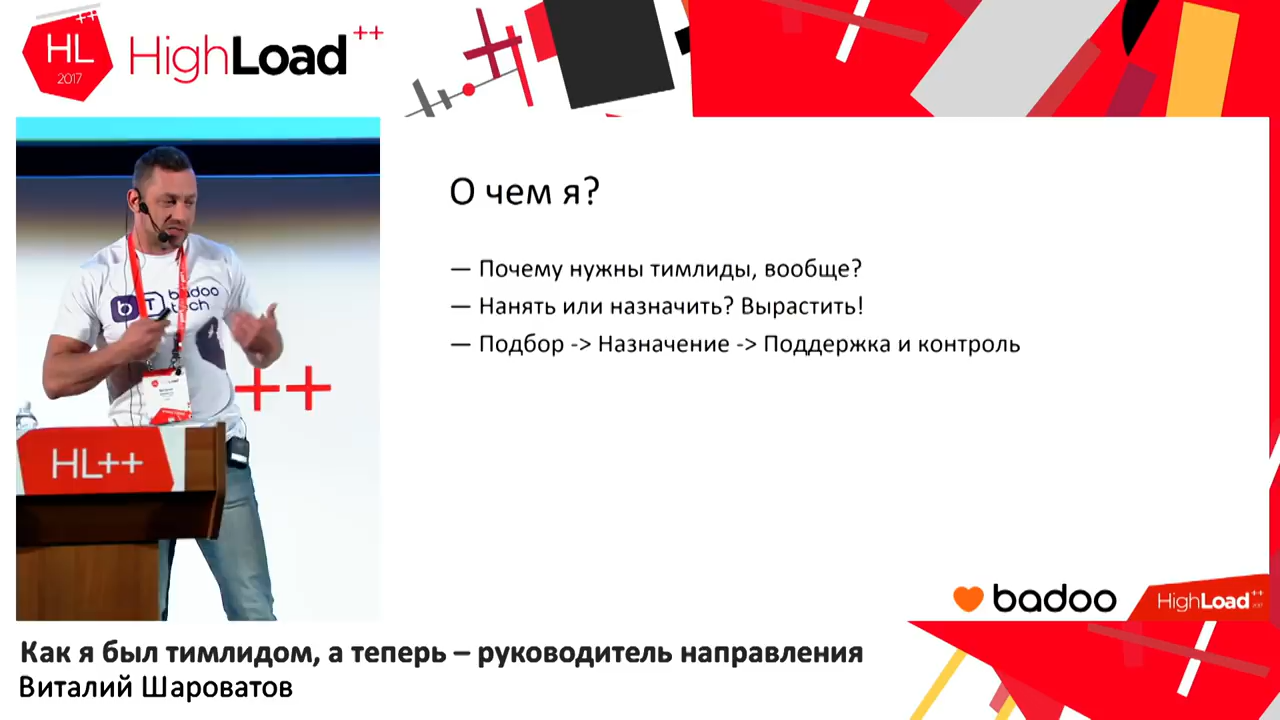 HL++
2017
HighLoad++
О чем я?
— Почему нужны тимлиды, вообще?
— Нанять или назначить? Вырастить!
— Подбор -> Назначение -> Поддержка и контроль
badoo
tech
++
HL++
badoo
HighLoad++
Как я был тимлидом, а теперь – руководитель направления
Виталий Шароватов